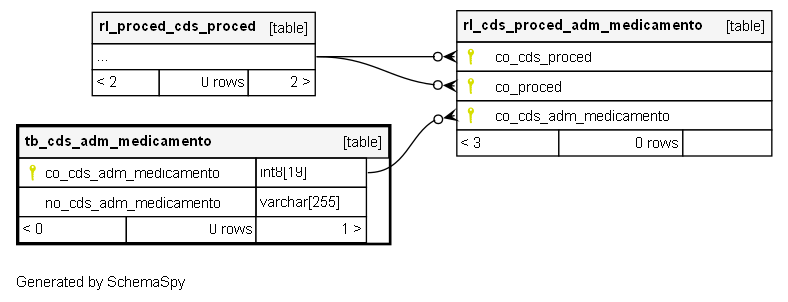 rl_proced_cds_proced [table]
...
< 2 0 rows 2 >
rl_cds_proced_adm_medicamento [table]
co_cds_proced
co_proced
co_cds_adm_medicamento
< 3 0 rows
tb_cds_adm_medicamento [table]
co_cds_adm_medicamento int8[19]
no_cds_adm_medicamento varchar[255]
< 0 0 rows 1 >
Generated by SchemaSpy